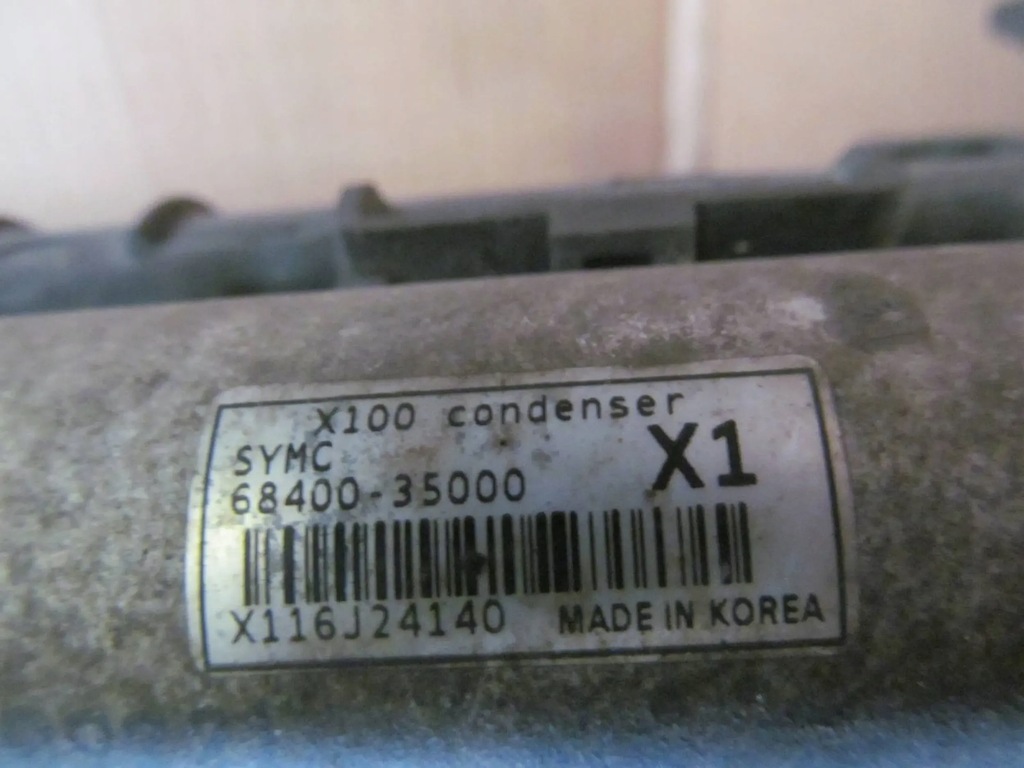 X100 condenser
SYMC X1
68400-35000
X116J24140 MADE IN KOREA